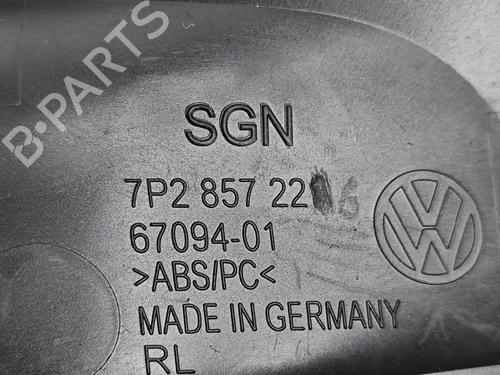 B-PARTS
SGN
7P2 857 22
67094-01
>ABS/PC<
MADE IN GERMANY
RL